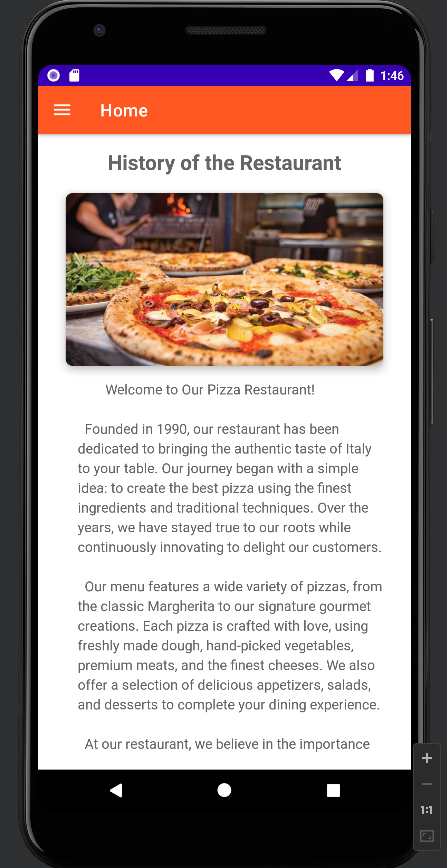 1:46
Home
History of the Restaurant
Welcome to Our Pizza Restaurant!
Founded in 1990, our restaurant has been
dedicated to bringing the authentic taste of Italy
to your table. Our journey began with a simple
idea: to create the best pizza using the finest
ingredients and traditional techniques. Over the
years, we have stayed true to our roots while
continuously innovating to delight our customers.
Our menu features a wide variety of pizzas, from
the classic Margherita to our signature gourmet
creations. Each pizza is crafted with love, using
freshly made dough, hand-picked vegetables,
premium meats, and the finest cheeses. We also
offer a selection of delicious appetizers, salads,
and desserts to complete your dining experience.
At our restaurant, we believe in the importance
1:1